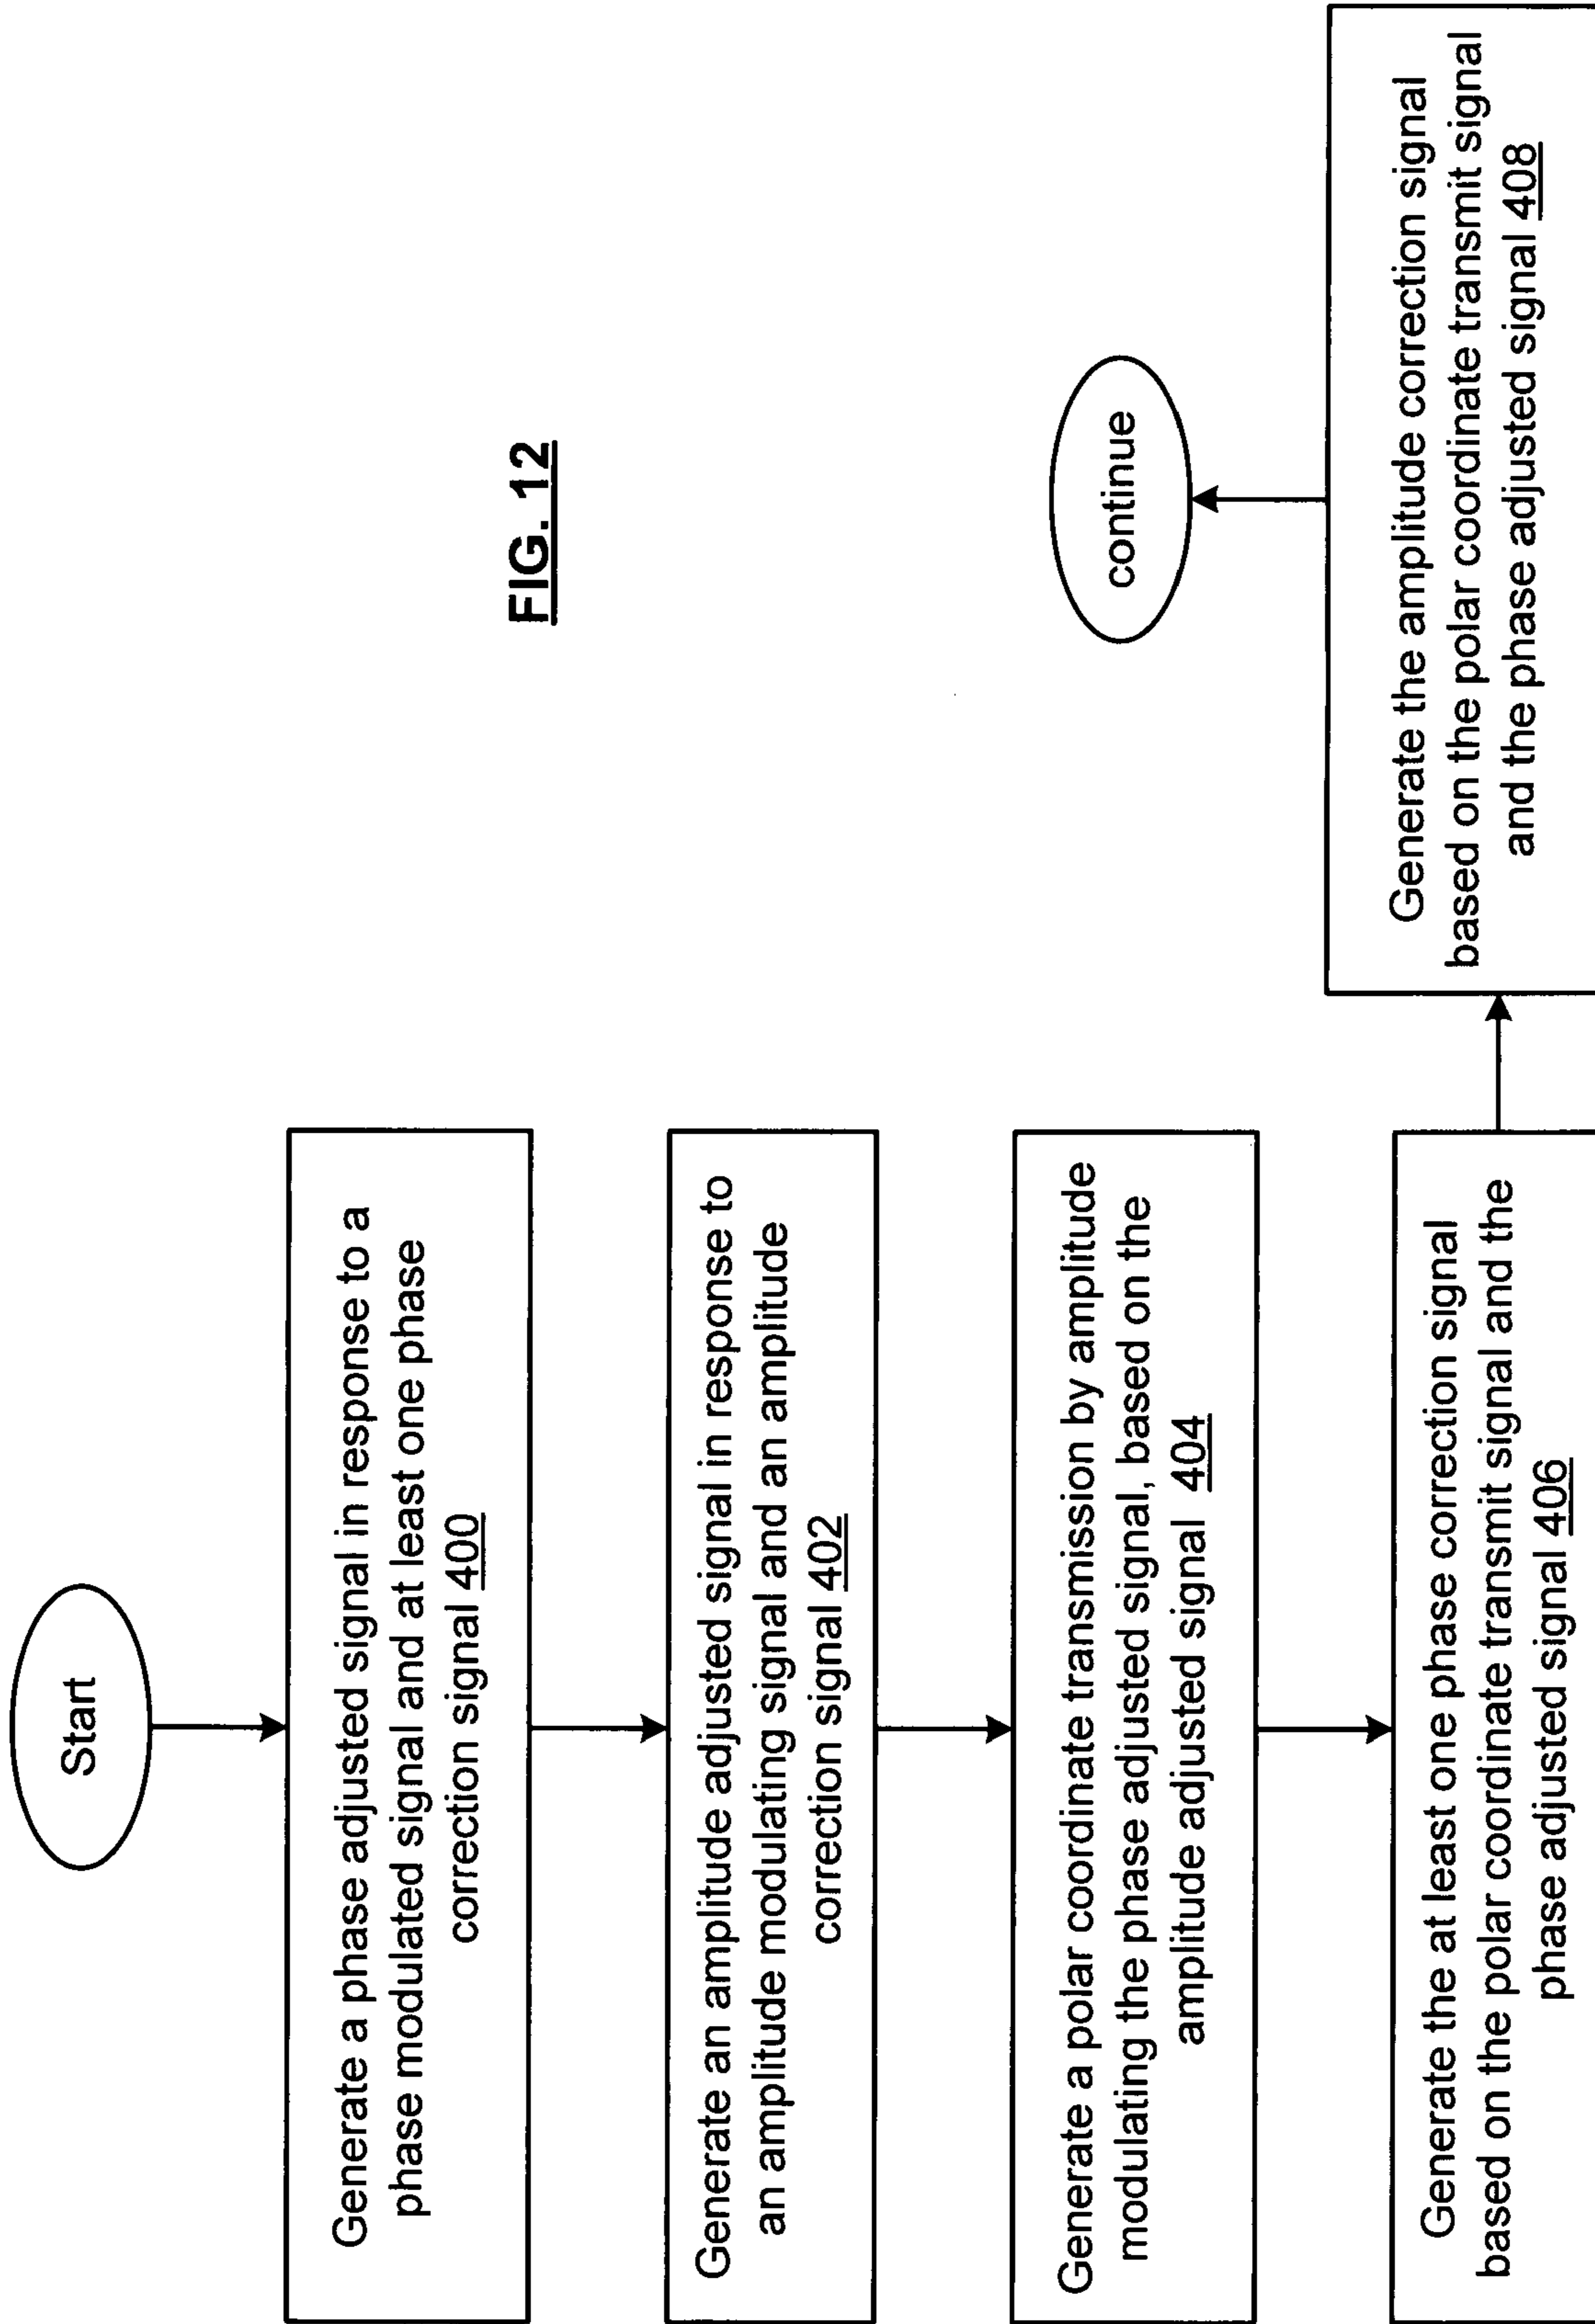 Start
Generate a phase adjusted signal in response to a
phase modulated signal and at least one phase
correction signal 400
Generate an amplitude adjusted signal in response to
an amplitude modulating signal and an amplitude
correction signal 402
Generate a polar coordinate transmission by amplitude
modulating the phase adjusted signal, based on the
amplitude adjusted signal 404
Generate the at least one phase correction signal
based on the polar coordinate transmit signal and the
phase adjusted signal 406
Generate the amplitude correction signal
based on the polar coordinate transmit signal
and the phase adjusted signal 408
continue
FIG. 12